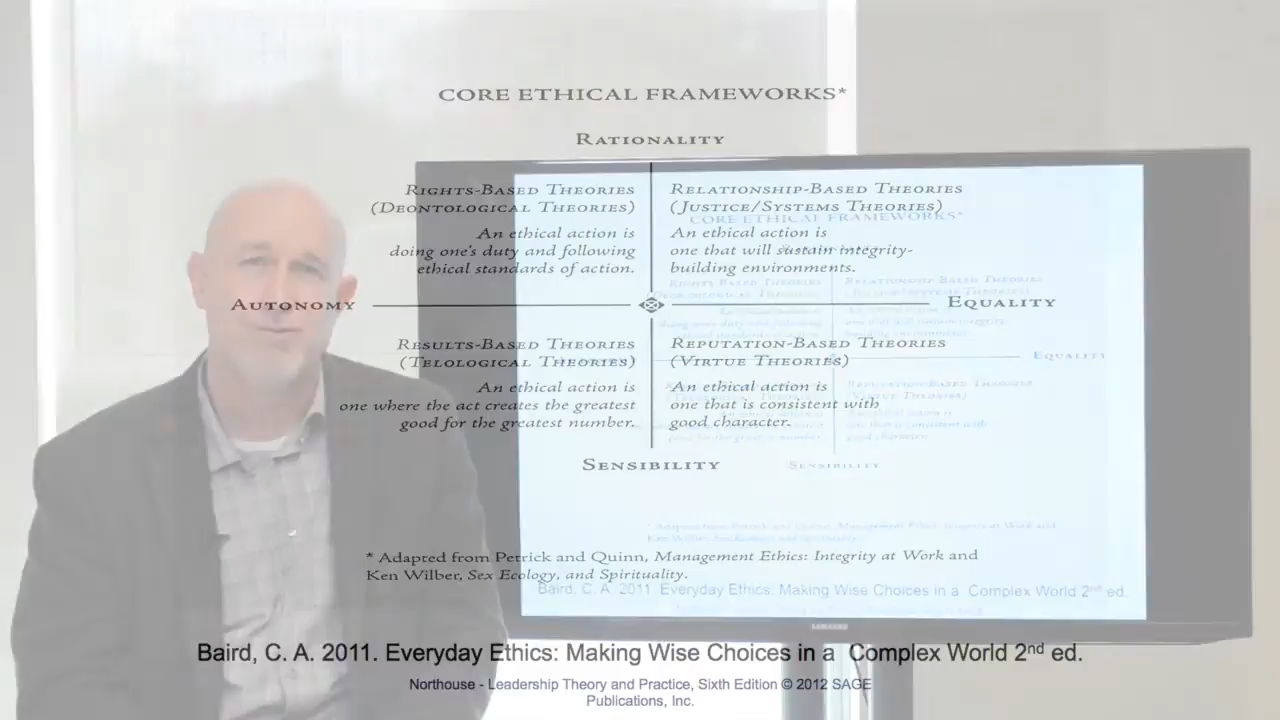 CORE ETHICAL FRAMEWORKS*
RATIONALITY
RIGHTS-BASED THEORIES
(DEONTOLOGICAL THEORIES)
An ethical action is
doing one's duty and following
ethical standards of action.
RELATIONSHIP-BASED THEORIES
(JUSTICE/SYSTEMS THEORIES)
An ethical action is
one that will sustain integrity-
building environments.
AUTONOMY
EQUALITY
RESULTS-BASED THEORIES
(TELOLOGICAL THEORIES)
An ethical action is
one where the act creates the greatest
good for the greatest number.
REPUTATION-BASED THEORIES
(VIRTUE THEORIES)
An ethical action is
one that is consistent with
good character.
SENSIBILITY
* Adapted from Petrick and Quinn, Management Ethics: Integrity at Work and
Ken Wilber, Sex Ecology, and Spirituality.
Baird, C. A. 2011. Everyday Ethics: Making Wise Choices in a Complex World 2nd ed.
Northouse - Leadership Theory and Practice, Sixth Edition © 2012 SAGE
Publications, Inc.
CORE ETHICAL FRAMEWORKS*
EQUALITY
SENSIBILITY
Baird, C. A. 2011. Everyday Ethics: Making Wise Choices in a Complex World 2nd ed.
SAMSUNG